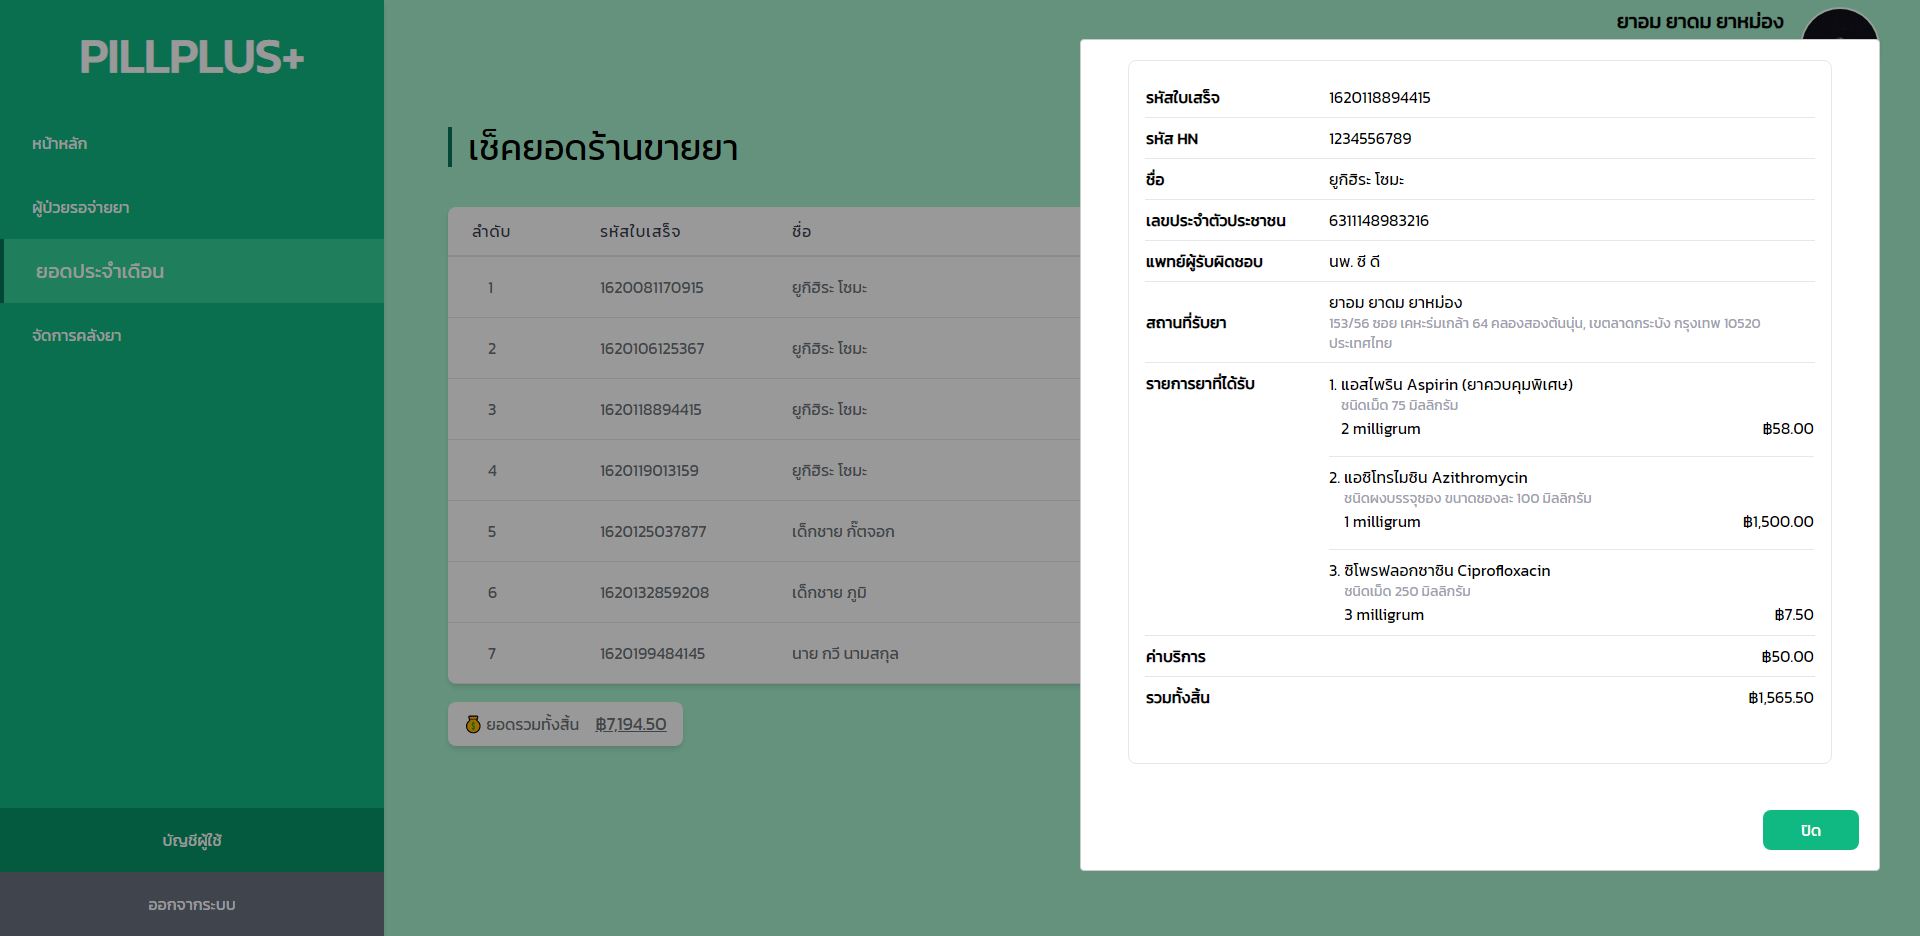 PILLPLUS+
หน้าหลัก
ผู้ป่วยรอจ่ายยา
ยอดประจำเดือน
จัดการคลังยา
บัญชีผู้ใช้
ออกจากระบบ
ยาอม ยาดม ยาหม่อง
เช็คยอดร้านขายยา
ลำดับ รหัสใบเสร็จ ชื่อ
1 1620081170915 ยูกิฮิระ โซมะ
2 1620106125367 ยูกิฮิระ โซมะ
3 1620118894415 ยูกิฮิระ โซมะ
4 1620119013159 ยูกิฮิระ โซมะ
5 1620125037877 เด็กชาย กั๊ตจอก
6 1620132859208 เด็กชาย ภูมิ
7 1620199484145 นาย กวี นามสกุล
ยอดรวมทั้งสิ้น ฿7,194.50
รหัสใบเสร็จ 1620118894415
รหัส HN 1234556789
ชื่อ ยูกิฮิระ โซมะ
เลขประจำตัวประชาชน 6311148983216
แพทย์ผู้รับผิดชอบ นพ. ซี ดี
สถานที่รับยา ยาอม ยาดม ยาหม่อง
153/56 ซอย เคหะร่มเกล้า 64 คลองสองต้นนุ่น, เขตลาดกระบัง กรุงเทพ 10520
ประเทศไทย
รายการยาที่ได้รับ 1. แอสไพริน Aspirin (ยาควบคุมพิเศษ)
ชนิดเม็ด 75 มิลลิกรัม
2 milligrum ฿58.00
2. แอซิโทรไมซิน Azithromycin
ชนิดผงบรรจุซอง ขนาดซองละ 100 มิลลิกรัม
1 milligrum ฿1,500.00
3. ซิโพรฟลอกซาซิน Ciprofloxacin
ชนิดเม็ด 250 มิลลิกรัม
3 milligrum ฿7.50
ค่าบริการ ฿50.00
รวมทั้งสิ้น ฿1,565.50
ปิด